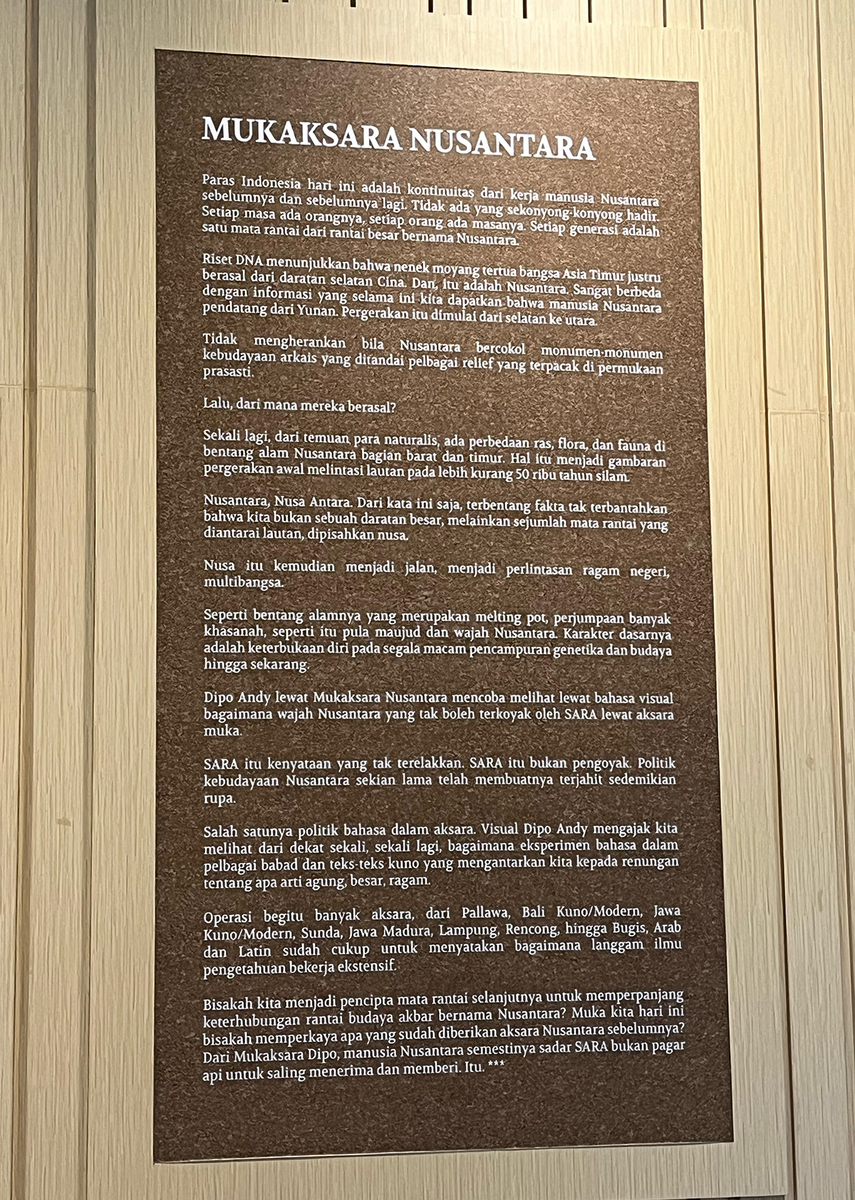 MUKAKSARA NUSANTARA
Paras Indonesia hari ini adalah kontinuitas dari kerja manusia Nusantara
sebelumnya dan sebelumnya lagi. Tidak ada yang sekonyong-konyong hadir.
Setiap masa ada orangnya, setiap orang ada masanya. Setiap generasi adalah
satu mata rantai dari rantai besar bernama Nusantara.
Riset DNA menunjukkan bahwa nenek moyang tertua bangsa Asia Timur justru
berasal dari daratan selatan Cina. Dan, itu adalah Nusantara. Sangat berbeda
dengan informasi yang selama ini kita dapatkan bahwa manusia Nusantara
pendatang dari Yunan. Pergerakan itu dimulai dari selatan ke utara.
Tidak mengherankan bila Nusantara bercokol monumen-monumen
kebudayaan arkais yang ditandai pelbagai relief yang terpacak di permukaan
prasasti.
Lalu, dari mana mereka berasal?
Sekali lagi, dari temuan para naturalis, ada perbedaan ras, flora, dan fauna di
bentang alam Nusantara bagian barat dan timur. Hal itu menjadi gambaran
pergerakan awal melintasi lautan pada lebih kurang 50 ribu tahun silam.
Nusantara, Nusa Antara. Dari kata ini saja, terbentang fakta tak terbantahkan
bahwa kita bukan sebuah daratan besar, melainkan sejumlah mata rantai yang
diantarai lautan, dipisahkan nusa.
Nusa itu kemudian menjadi jalan, menjadi perlintasan ragam negeri,
multibangsa.
Seperti bentang alamnya yang merupakan melting pot, perjumpaan banyak
khasanah, seperti itu pula maujud dan wajah Nusantara. Karakter dasarnya
adalah keterbukaan diri pada segala macam pencampuran genetika dan budaya
hingga sekarang.
Dipo Andy lewat Mukaksara Nusantara mencoba melihat lewat bahasa visual
bagaimana wajah Nusantara yang tak boleh terkoyak oleh SARA lewat aksara
muka.
SARA itu kenyataan yang tak terelakkan. SARA itu bukan pengoyak. Politik
kebudayaan Nusantara sekian lama telah membuatnya terjahit sedemikian
rupa.
Salah satunya politik bahasa dalam aksara. Visual Dipo Andy mengajak kita
melihat dari dekat sekali, sekali lagi, bagaimana eksperimen bahasa dalam
pelbagai babad dan teks-teks kuno yang mengantarkan kita kepada renungan
tentang apa arti agung, besar, ragam.
Operasi begitu banyak aksara, dari Pallawa, Bali Kuno/Modern, Jawa
Kuno/Modern, Sunda, Jawa Madura, Lampung, Rencong, hingga Bugis, Arab
dan Latin sudah cukup untuk menyatakan bagaimana langgam ilmu
pengetahuan bekerja ekstensif.
Bisakah kita menjadi pencipta mata rantai selanjutnya untuk memperpanjang
keterhubungan rantai budaya akbar bernama Nusantara? Muka kita hari ini
bisakah memperkaya apa yang sudah diberikan aksara Nusantara sebelumnya?
Dari Mukaksara Dipo, manusia Nusantara semestinya sadar SARA bukan pagar
api untuk saling menerima dan memberi. Itu. ***